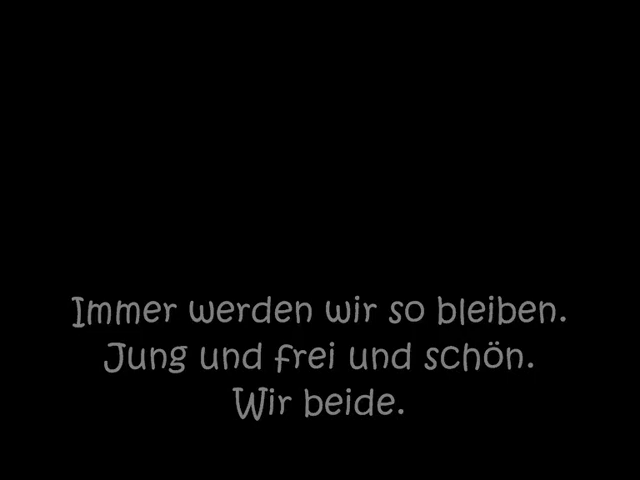 Immer werden wir so bleiben.
Jung und frei und schön.
Wir beide.